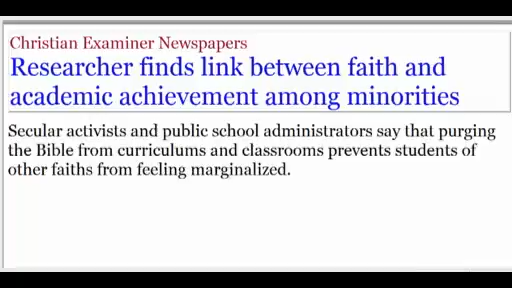 Christian Examiner Newspapers
Researcher finds link between faith and
academic achievement among minorities
Secular activists and public school administrators say that purging
the Bible from curriculums and classrooms prevents students of
other faiths from feeling marginalized.